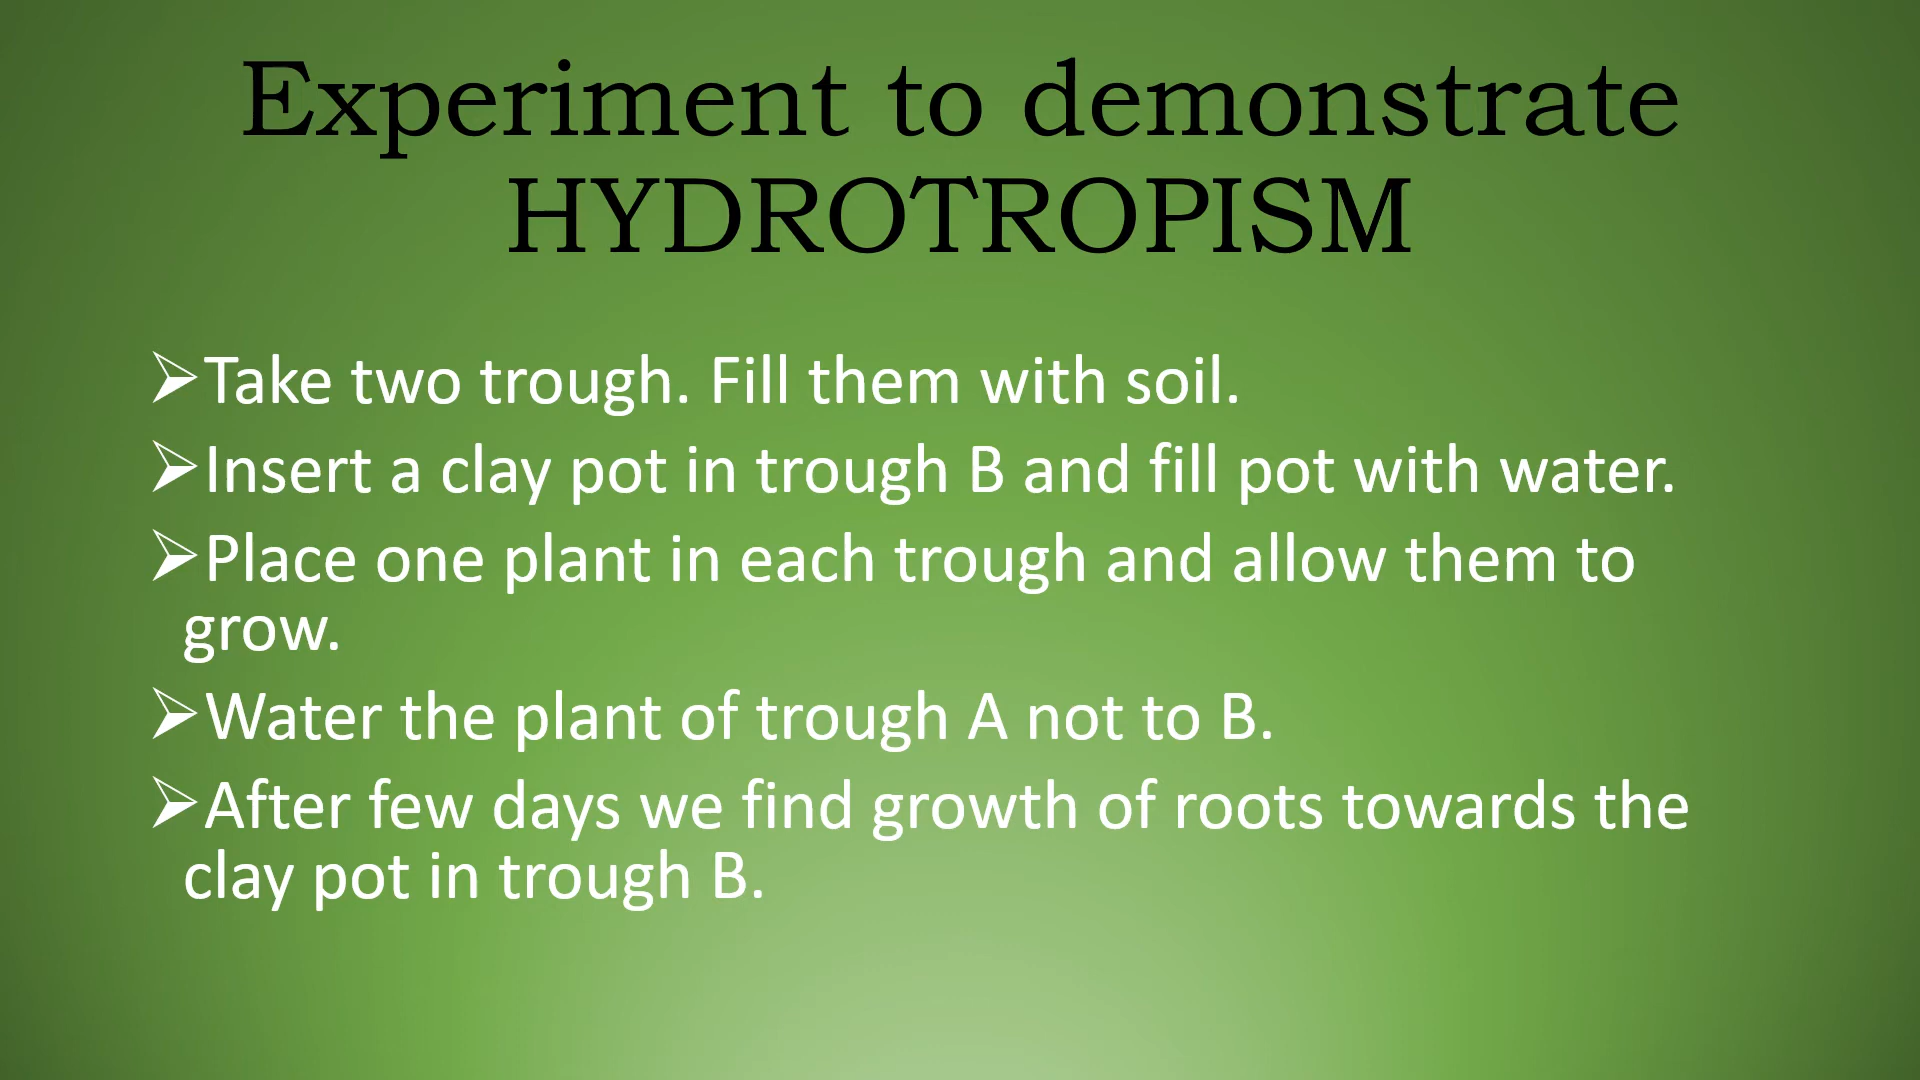 Experiment to demonstrate
HYDROTROPISM
➢Take two trough. Fill them with soil.
➢Insert a clay pot in trough B and fill pot with water.
➢Place one plant in each trough and allow them to
grow.
➢Water the plant of trough A not to B.
➢After few days we find growth of roots towards the
clay pot in trough B.